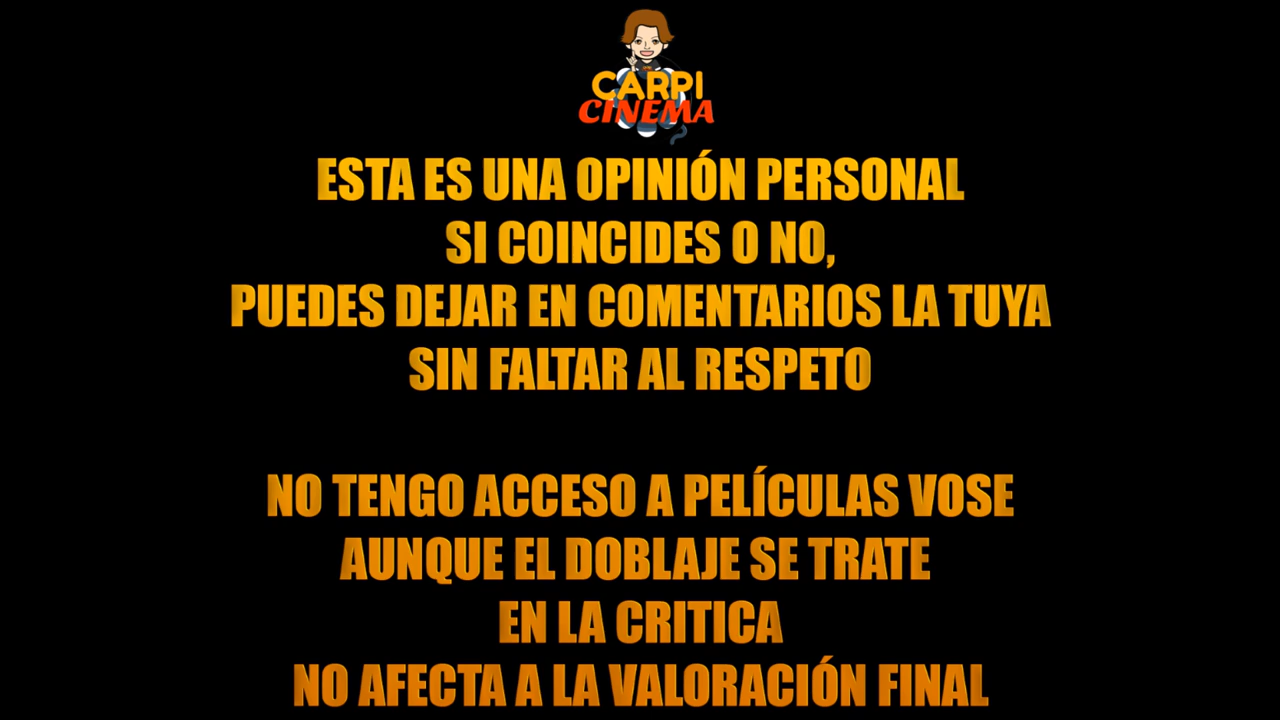 CARPI
CINEMA
ESTA ES UNA OPINIÓN PERSONAL
SI COINCIDES O NO,
PUEDES DEJAR EN COMENTARIOS LA TUYA
SIN FALTAR AL RESPETO
NO TENGO ACCESO A PELÍCULAS VOSE
AUNQUE EL DOBLAJE SE TRATE
EN LA CRITICA
NO AFECTA A LA VALORACIÓN FINAL